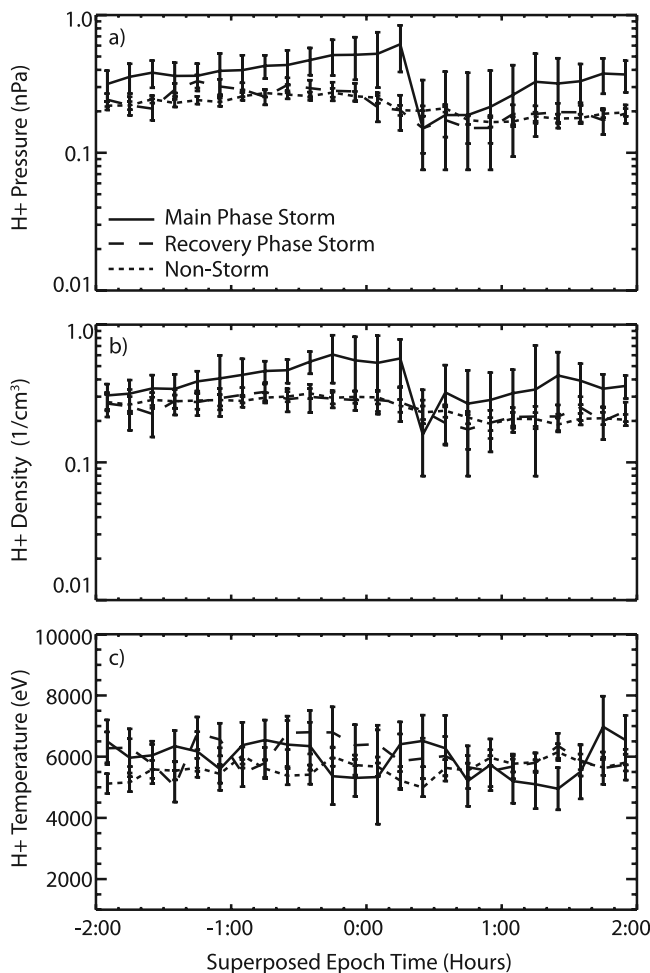 1.0
a)
H+ Pressure (nPa)
0.1
Main Phase Storm
Recovery Phase Storm
Non-Storm
0.01
1.0
b)
H+ Density (1/cm³)
0.1
0.01
10000
c)
8000
H+ Temperature (eV)
6000
4000
2000
-2:00 -1:00 0:00 1:00 2:00
Superposed Epoch Time (Hours)